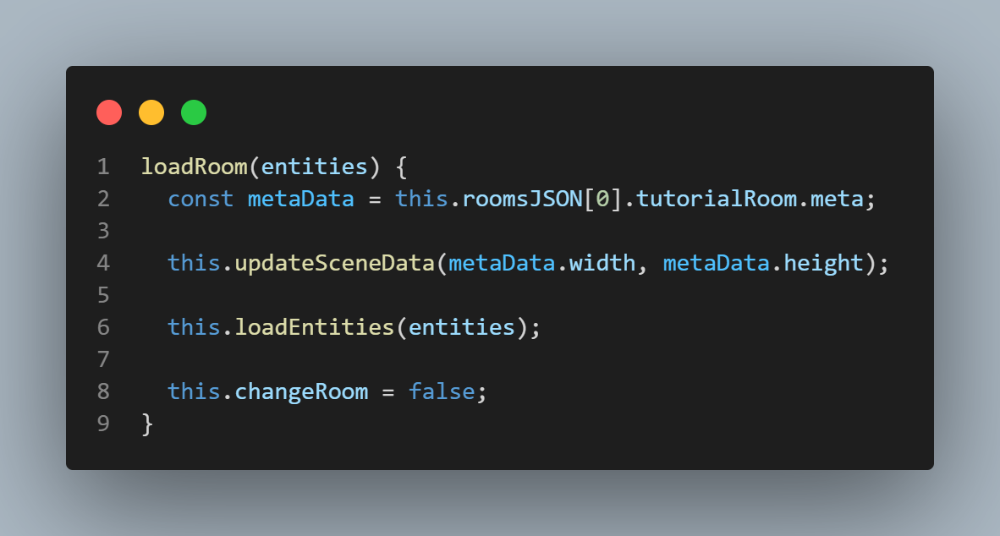 1 loadRoom(entities) {
2 const metaData = this.roomsJSON[0].tutorialRoom.meta;
3
4 this.updateSceneData(metaData.width, metaData.height);
5
6 this.loadEntities(entities);
7
8 this.changeRoom = false;
9 }